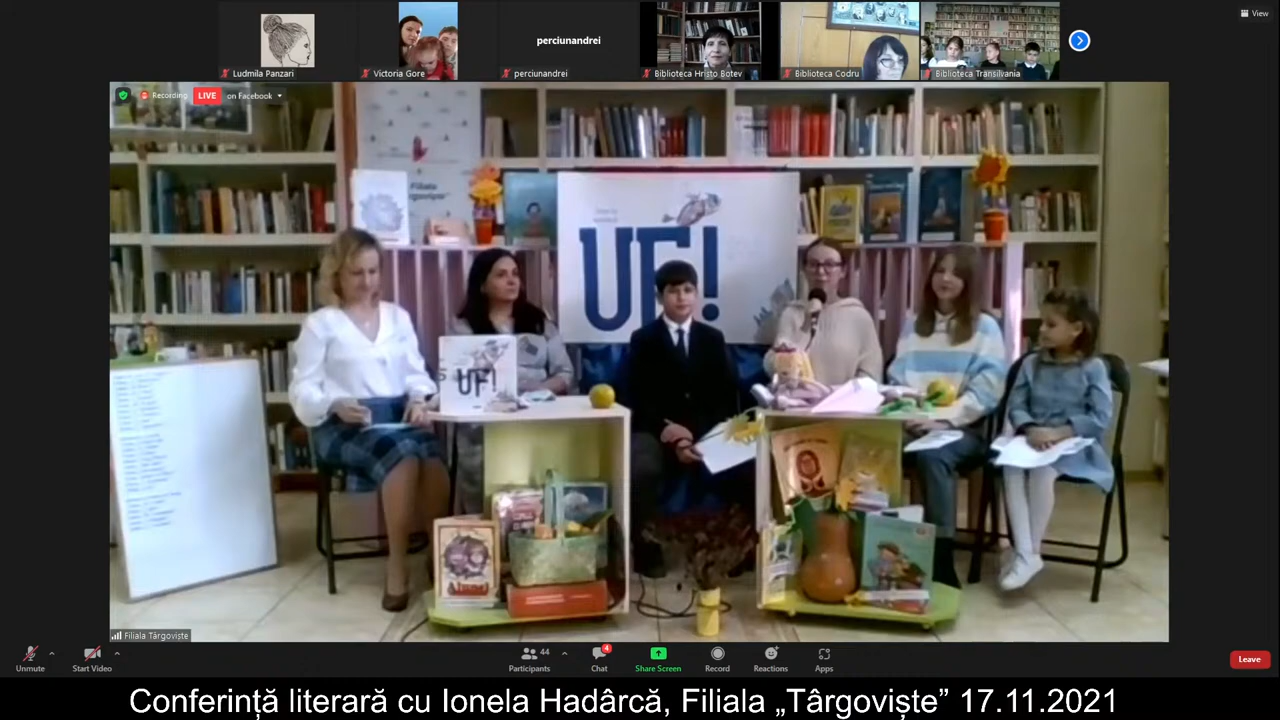 View
perciunandrei
Ludmila Panzari
Victoria Gore
perciunandrei
Biblioteca Hristo Botev
Biblioteca Codru
Biblioteca Transilvania
Recording
LIVE
on Facebook
Filiala
UF!
UF!
Filiala Târgoviște
Unmute
Start Video
Participants
44
Chat
4
Share Screen
Record
Reactions
Apps
Leave
Conferință literară cu Ionela Hadârcă, Filiala „Târgoviște” 17.11.2021